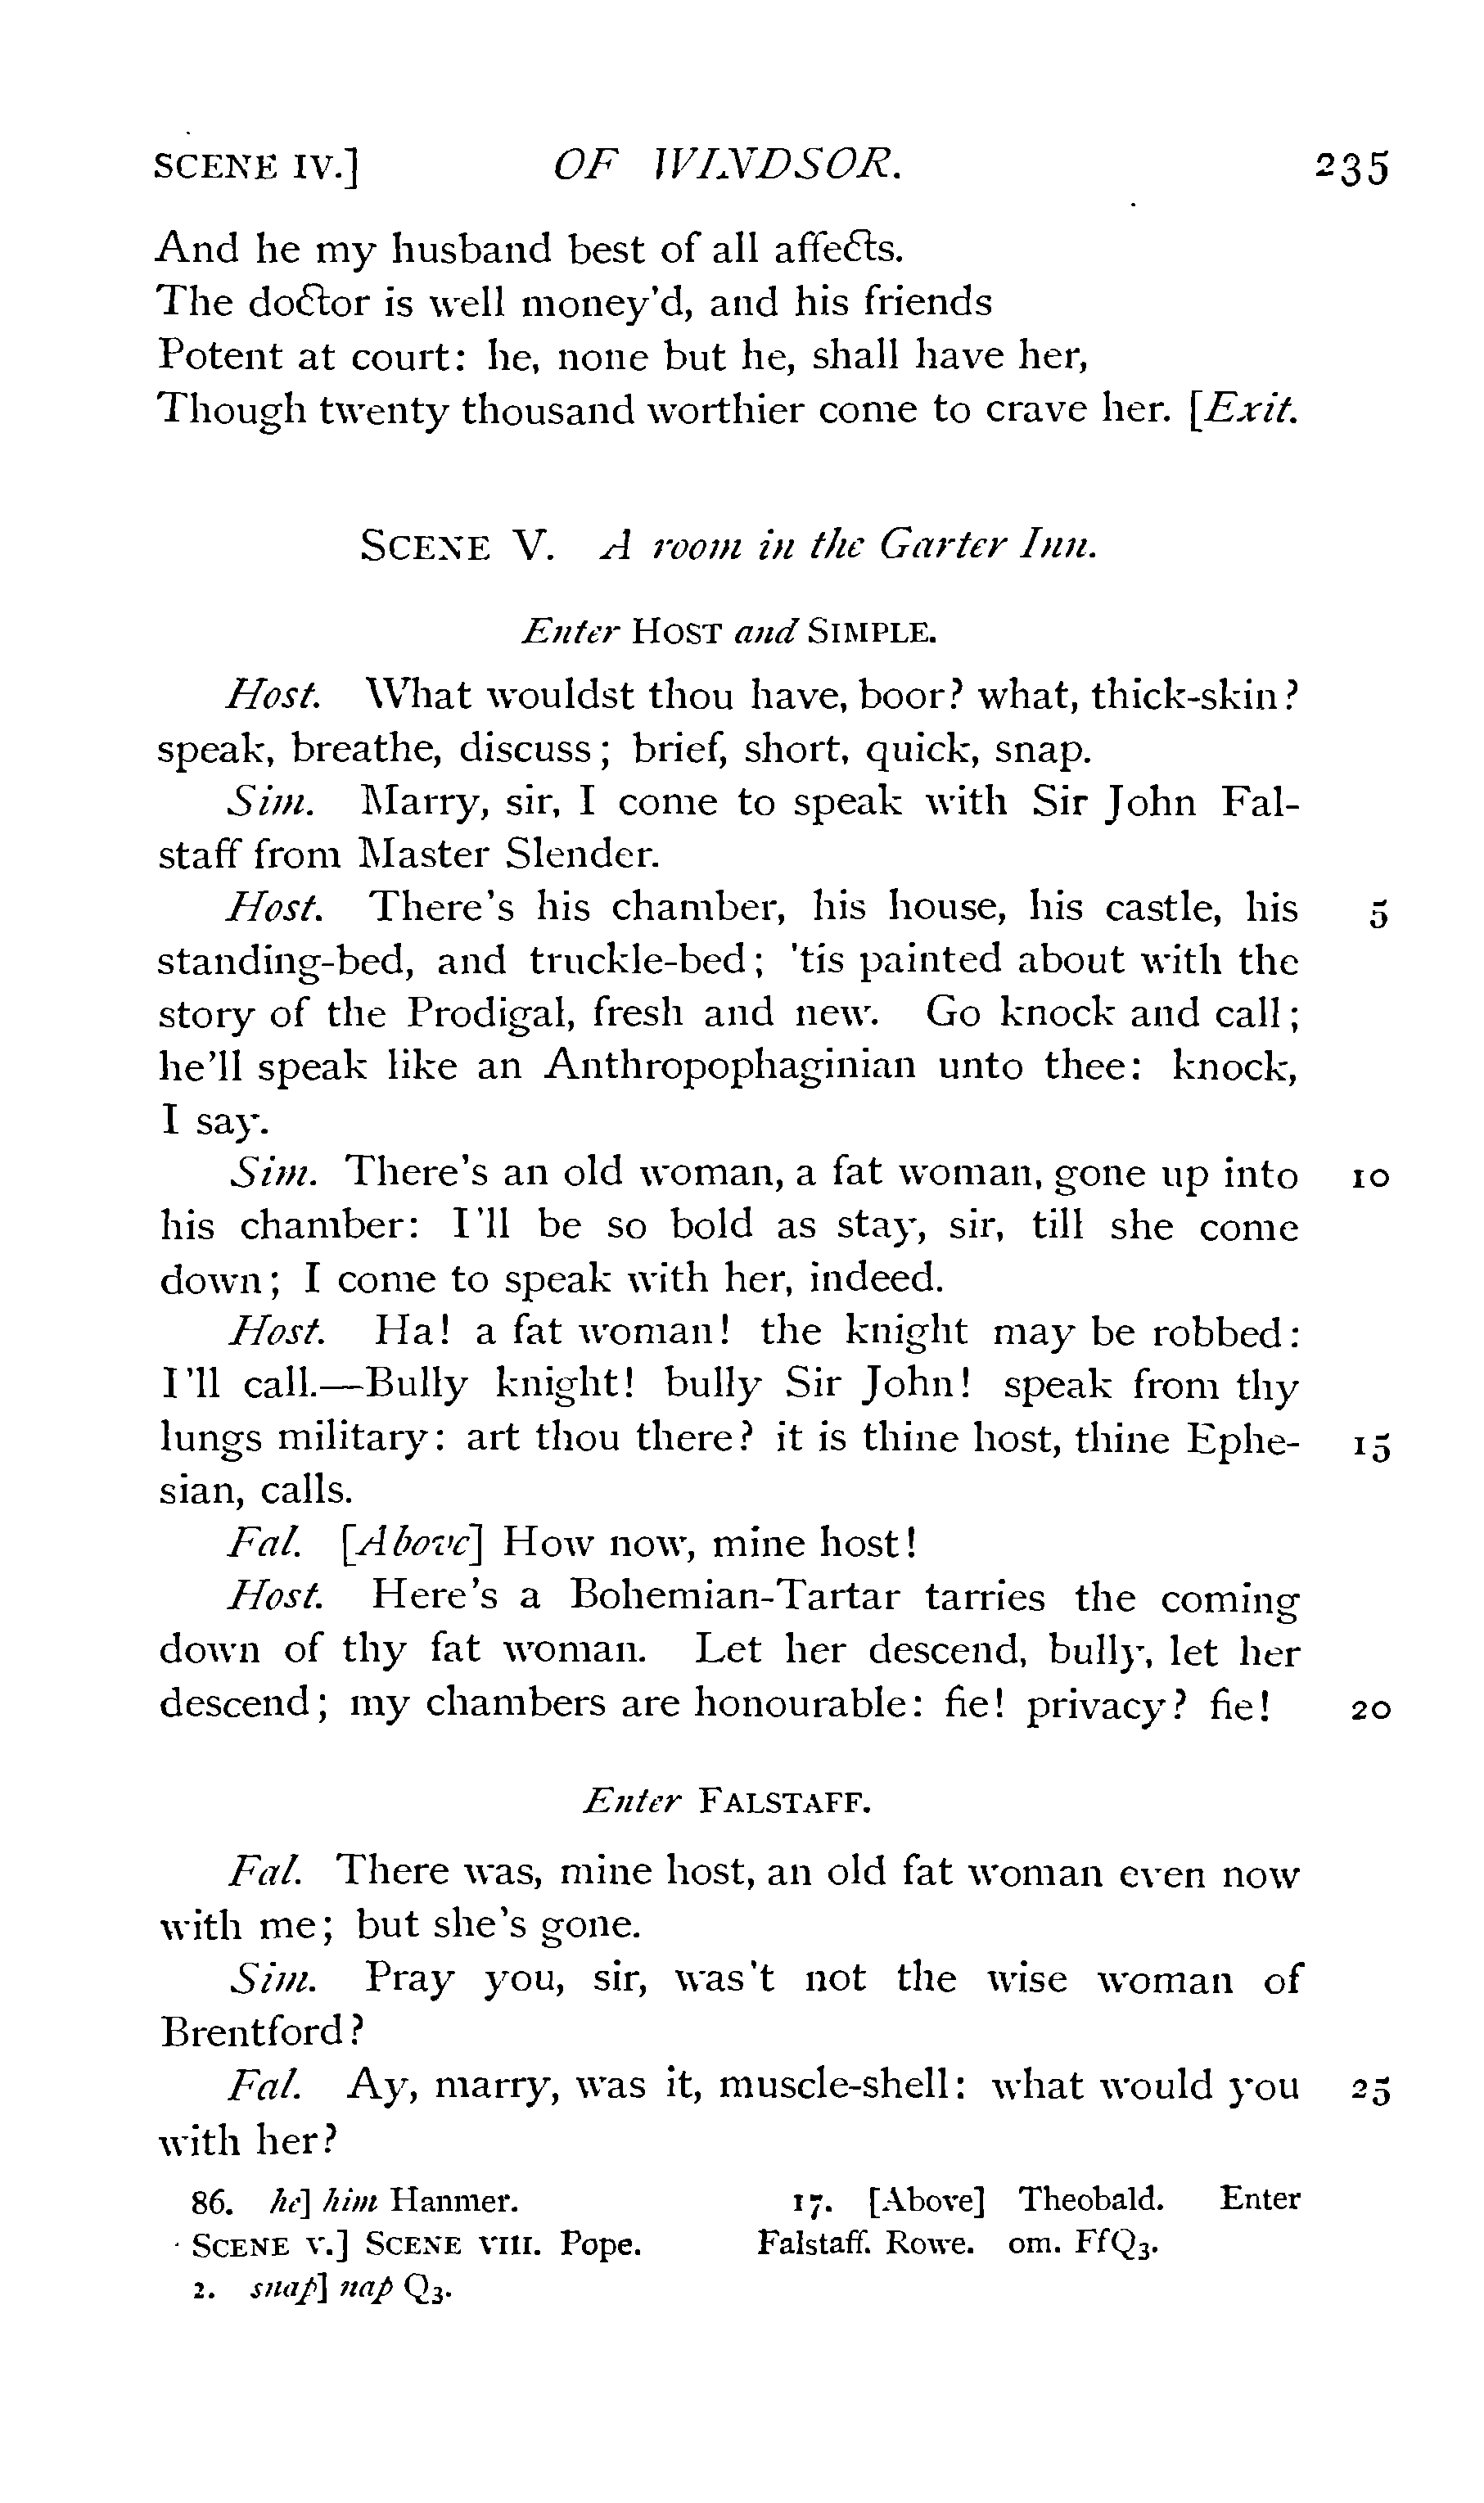 SCENE IV.] OF WINDSOR. 235
And he my husband best of all affects.
The doctor is well money'd, and his friends
Potent at court: he, none but he, shall have her,
Though twenty thousand worthier come to crave her. [Exit.
SCENE V. A room in the Garter Inn.
Enter HOST and SIMPLE.
Host. What wouldst thou have, boor? what, thick-skin?
speak, breathe, discuss; brief, short, quick, snap.
Sim. Marry, sir, I come to speak with Sir John Fal-
staff from Master Slender.
Host. There's his chamber, his house, his castle, his 5
standing-bed, and truckle-bed; 'tis painted about with the
story of the Prodigal, fresh and new. Go knock and call;
he'll speak like an Anthropophaginian unto thee: knock,
I say.
Sim. There's an old woman, a fat woman, gone up into 10
his chamber: I'll be so bold as stay, sir, till she come
down; I come to speak with her, indeed.
Host. Ha! a fat woman! the knight may be robbed:
I'll call.—Bully knight! bully Sir John! speak from thy
lungs military: art thou there? it is thine host, thine Ephe- 15
sian, calls.
Fal. [Above] How now, mine host!
Host. Here's a Bohemian-Tartar tarries the coming
down of thy fat woman. Let her descend, bully, let her
descend; my chambers are honourable: fie! privacy? fie! 20
Enter FALSTAFF.
Fal. There was, mine host, an old fat woman even now
with me; but she's gone.
Sim. Pray you, sir, was't not the wise woman of
Brentford?
Fal. Ay, marry, was it, muscle-shell: what would you 25
with her?
86. he] him Hanmer.
SCENE V.] SCENE VIII. Pope.
2. snap] nap Q3.
17. [Above] Theobald. Enter
Falstaff. Rowe. om. FfQ3.